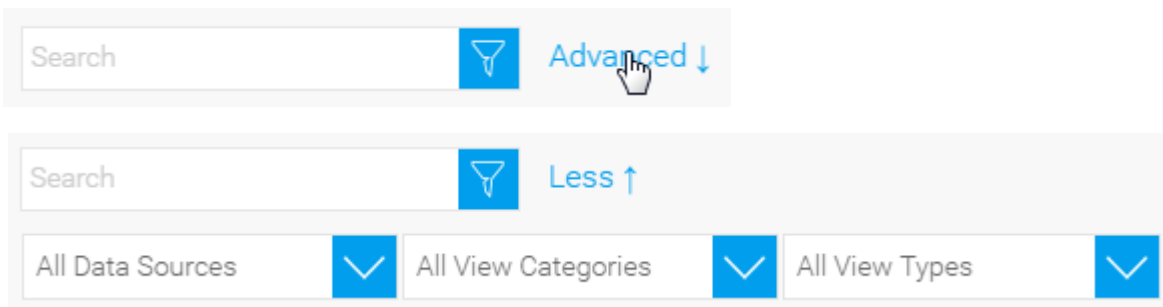 Search Advanced ↓
Search Less ↑
All Data Sources All View Categories All View Types